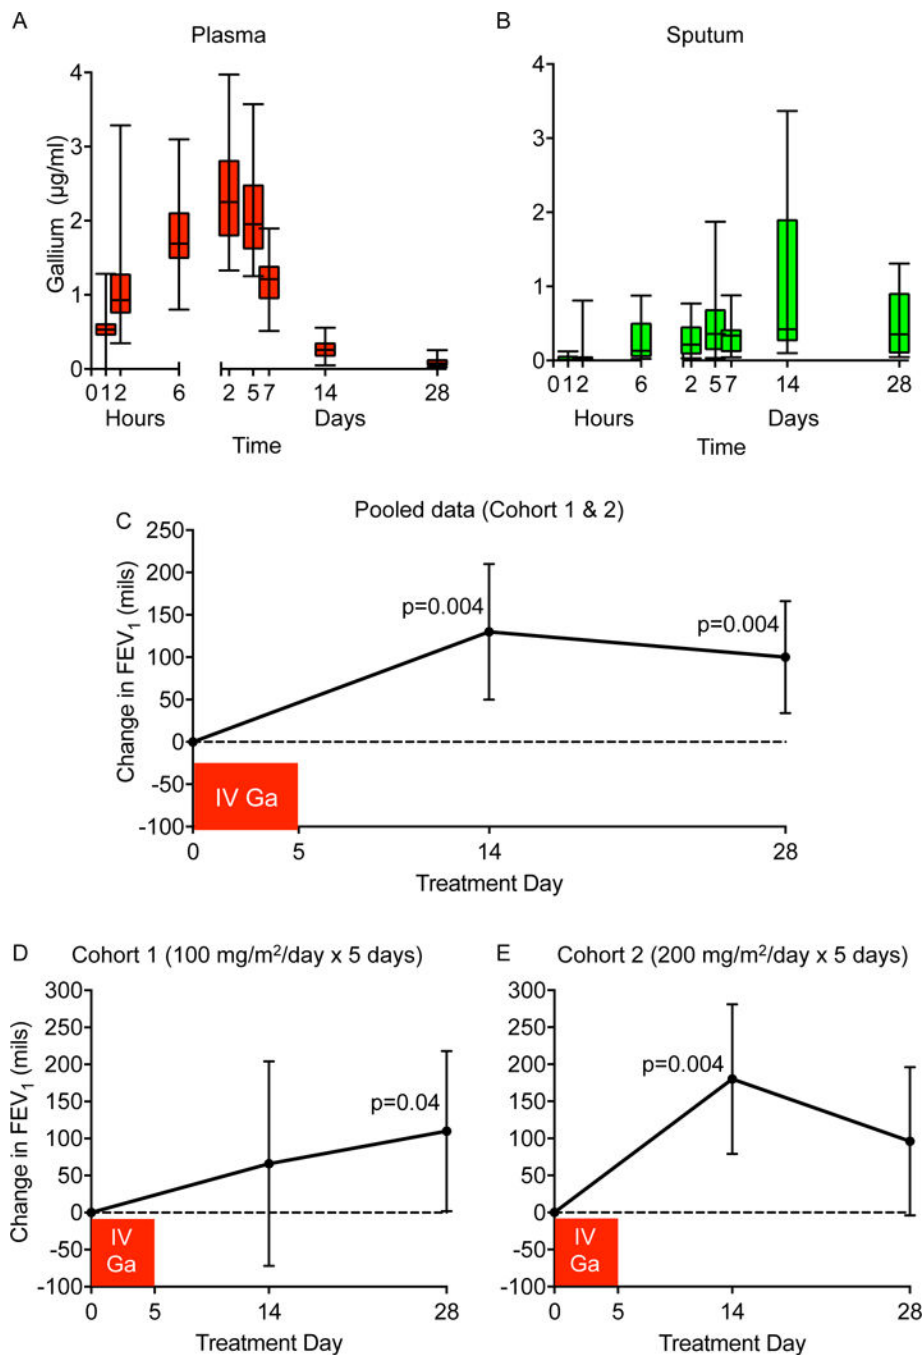 A
Plasma
4
3
2
1
0
Gallium (µg/ml)
0 1 2 6 2 5 7 14 28
Hours Days
Time
B
Sputum
4
3
2
1
0
0 1 2 6 2 5 7 14 28
Hours Days
Time
C
Pooled data (Cohort 1 & 2)
250
200
150
100
50
0
-50
-100
Change in FEV₁ (mils)
p=0.004
p=0.004
IV Ga
0 5 14 28
Treatment Day
D
Cohort 1 (100 mg/m²/day x 5 days)
300
250
200
150
100
50
0
-50
-100
Change in FEV₁ (mils)
p=0.04
IV
Ga
0 5 14 28
Treatment Day
E
Cohort 2 (200 mg/m²/day x 5 days)
300
250
200
150
100
50
0
-50
-100
p=0.004
IV
Ga
0 5 14 28
Treatment Day